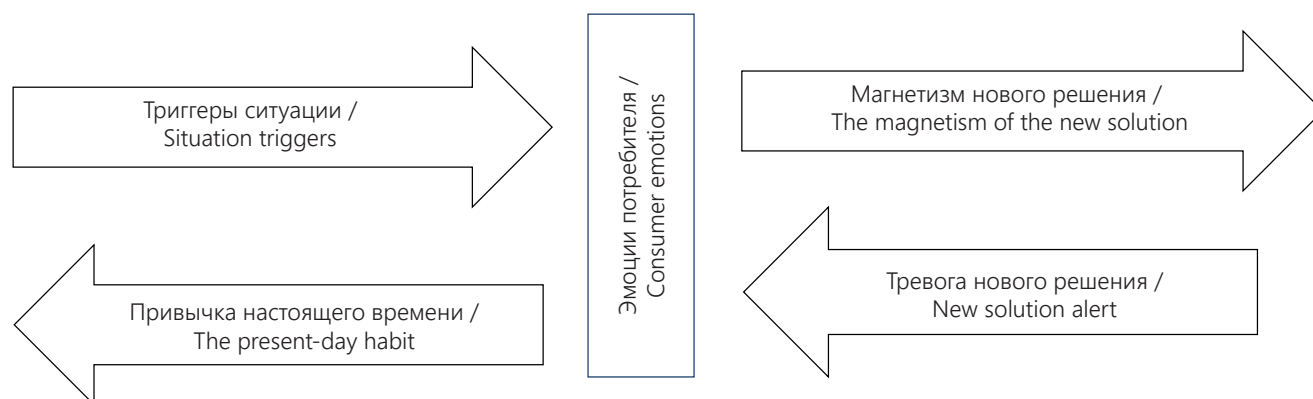 Триггеры ситуации /
Situation triggers
Привычка настоящего времени /
The present-day habit
Эмоции потребителя /
Consumer emotions
Магнетизм нового решения /
The magnetism of the new solution
Тревога нового решения /
New solution alert